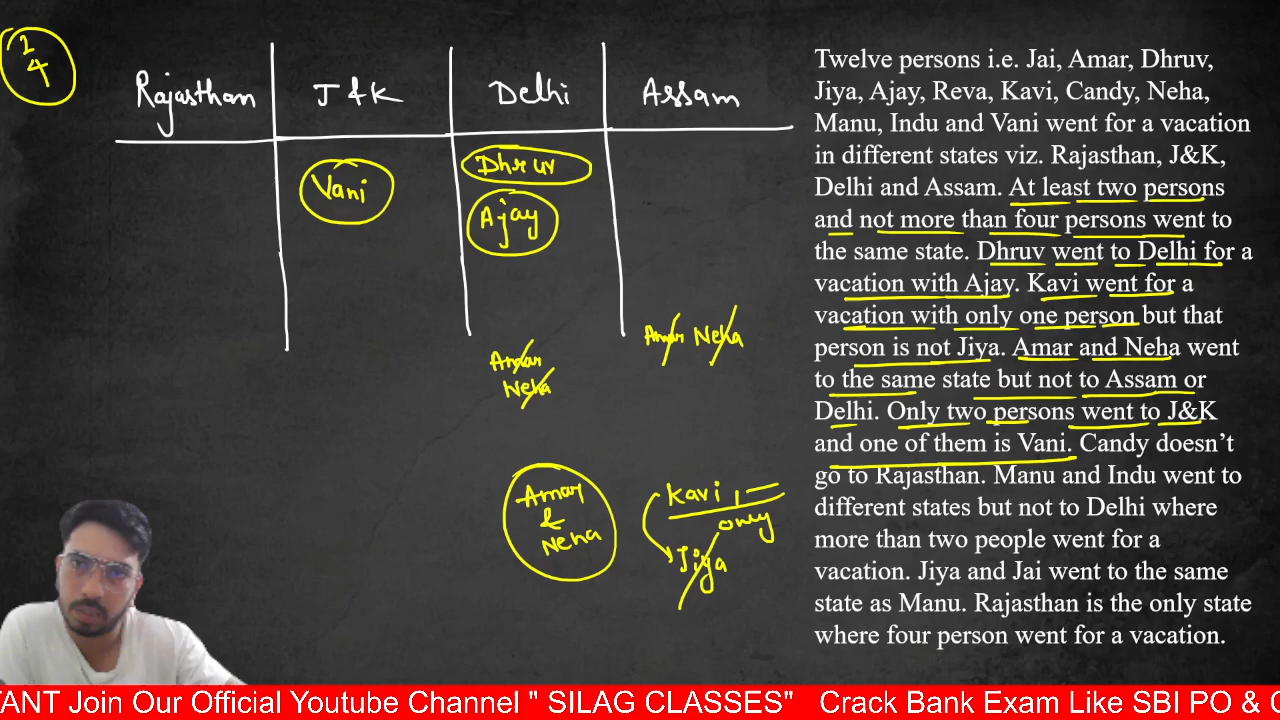 2
4
Rajasthan J & K Delhi Assam
Vani
Dhruv
Ajay
Amar Neha
Amar
Neha
Amar
&
Neha
Kavi,
only
Jiya
Twelve persons i.e. Jai, Amar, Dhruv,
Jiya, Ajay, Reva, Kavi, Candy, Neha,
Manu, Indu and Vani went for a vacation
in different states viz. Rajasthan, J&K,
Delhi and Assam. At least two persons
and not more than four persons went to
the same state. Dhruv went to Delhi for a
vacation with Ajay. Kavi went for a
vacation with only one person but that
person is not Jiya. Amar and Neha went
to the same state but not to Assam or
Delhi. Only two persons went to J&K
and one of them is Vani. Candy doesn’t
go to Rajasthan. Manu and Indu went to
different states but not to Delhi where
more than two people went for a
vacation. Jiya and Jai went to the same
state as Manu. Rajasthan is the only state
where four person went for a vacation.
TANT Join Our Official Youtube Channel " SILAG CLASSES" Crack Bank Exam Like SBI PO & C